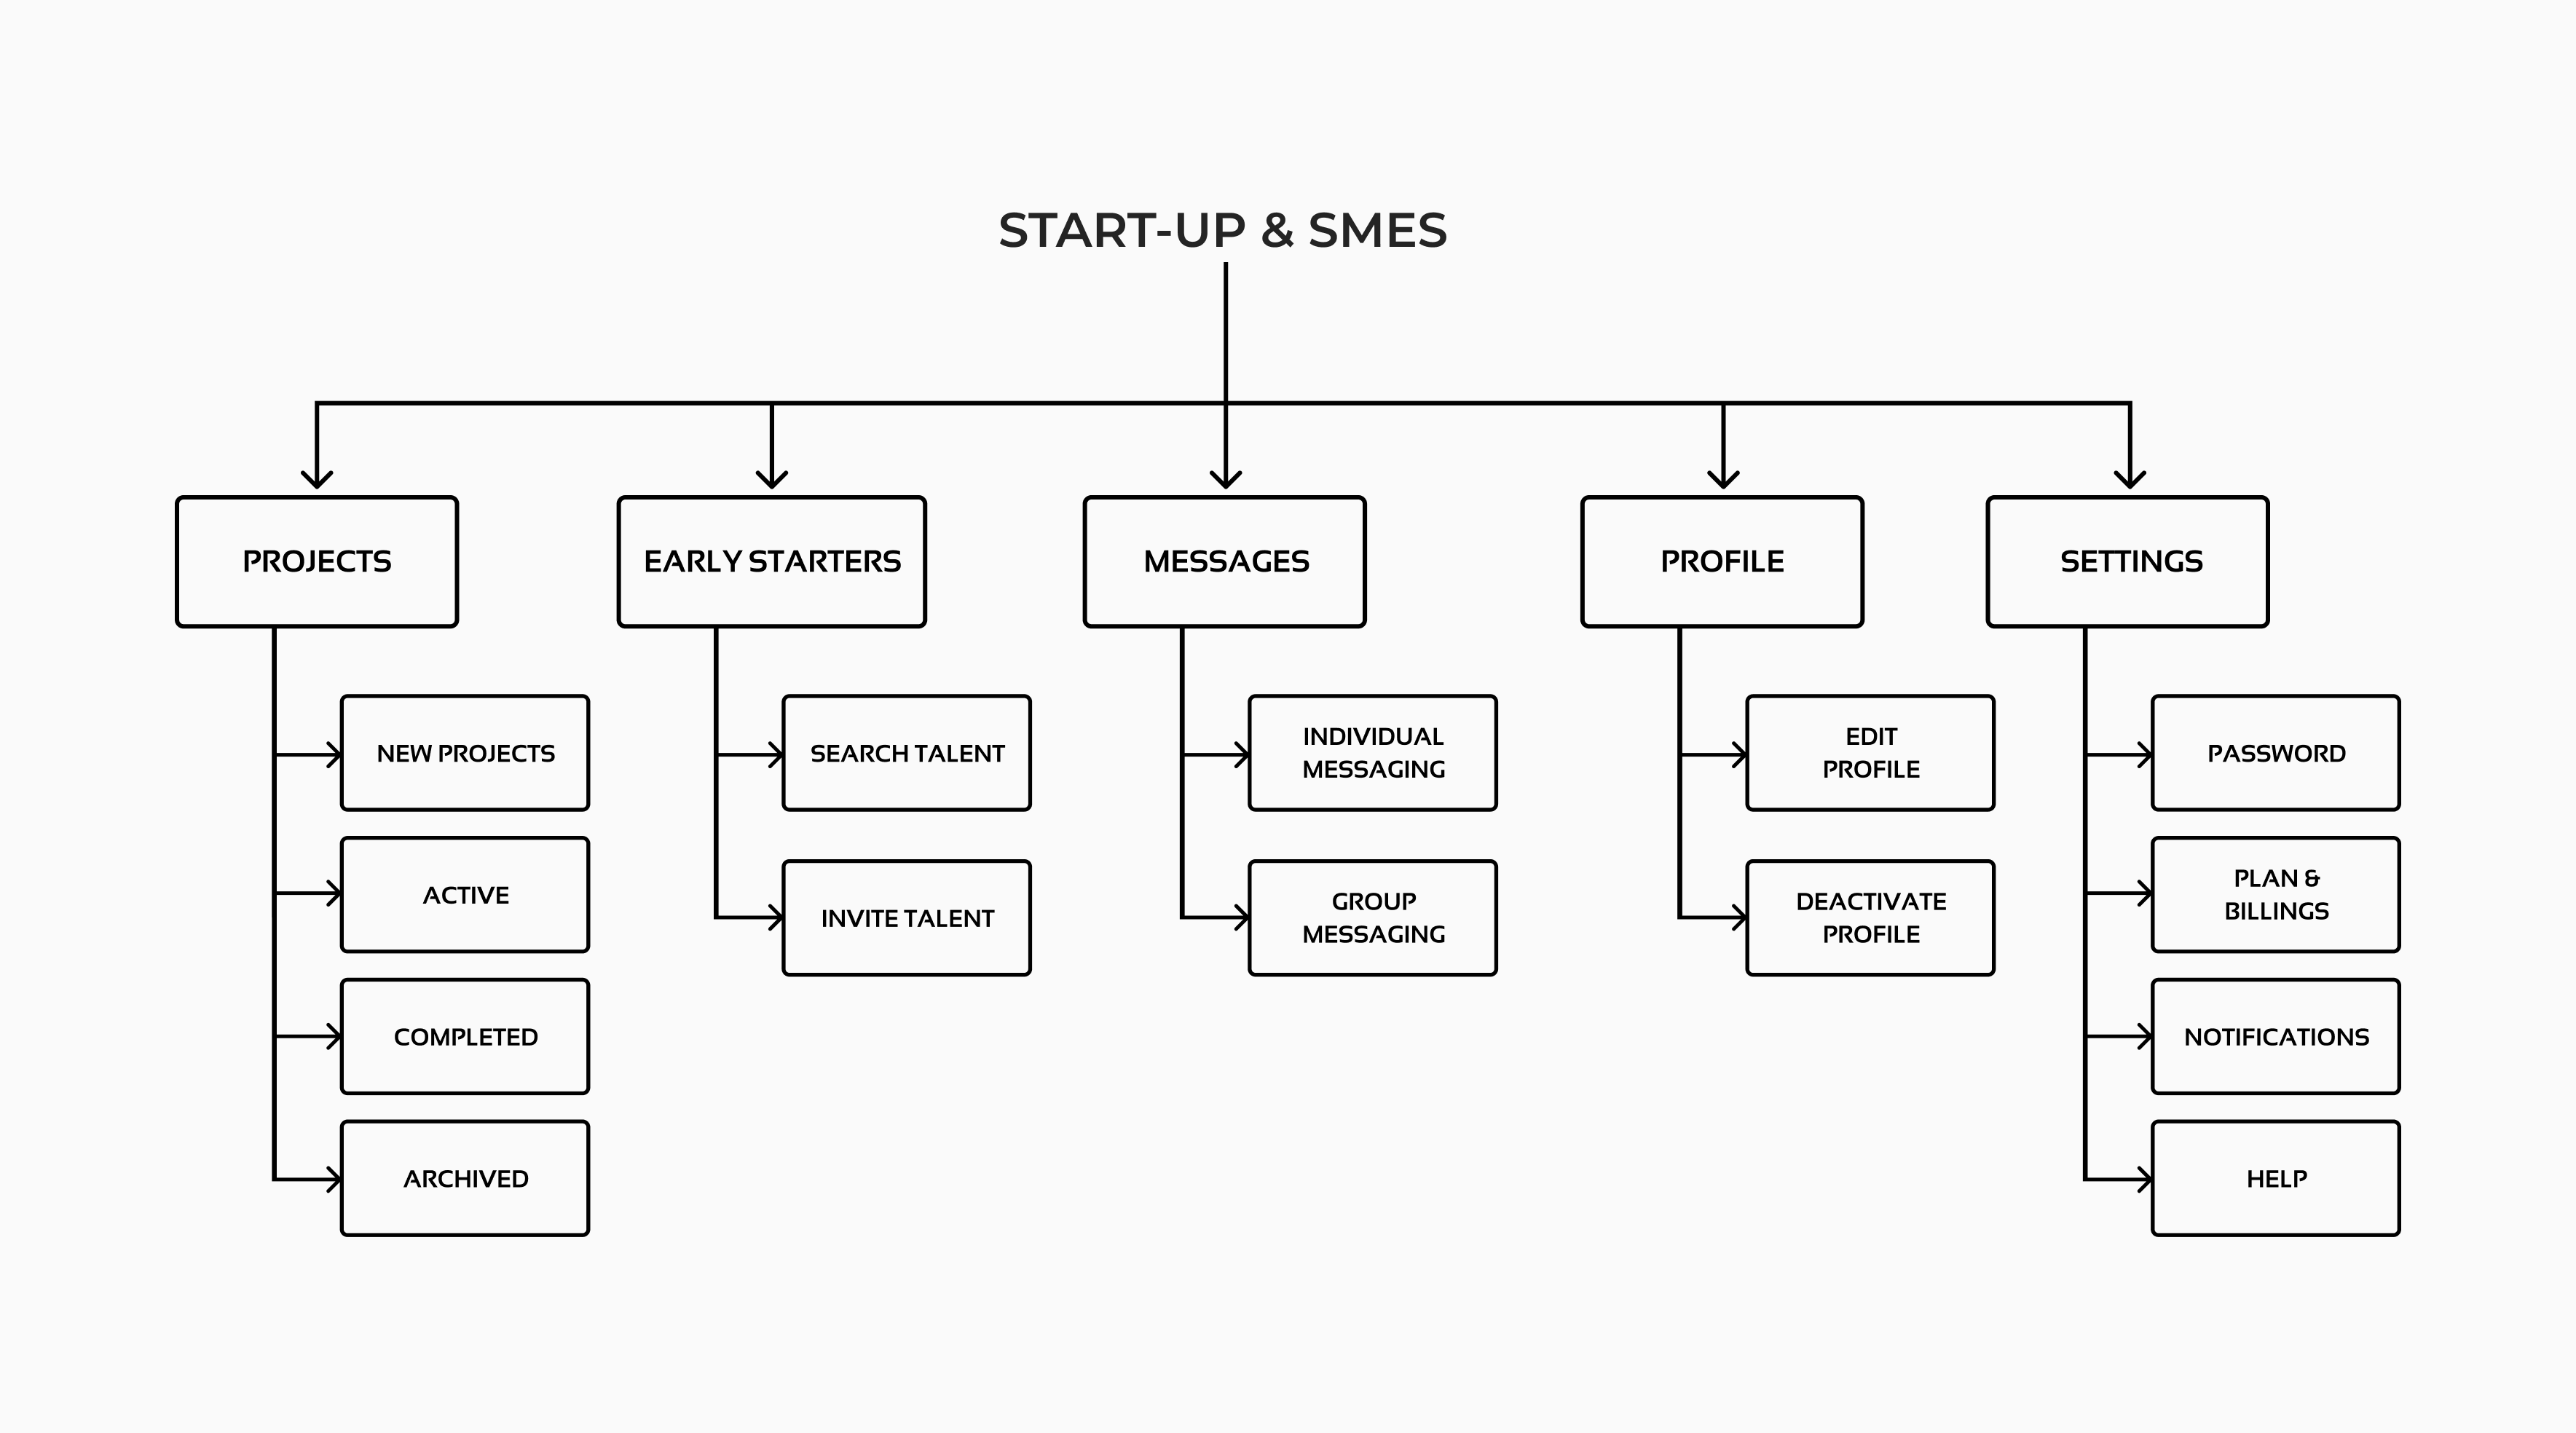 START-UP & SMES
PROJECTS
EARLY STARTERS
MESSAGES
PROFILE
SETTINGS
NEW PROJECTS
ACTIVE
COMPLETED
ARCHIVED
SEARCH TALENT
INVITE TALENT
INDIVIDUAL
MESSAGING
GROUP
MESSAGING
EDIT
PROFILE
DEACTIVATE
PROFILE
PASSWORD
PLAN &
BILLINGS
NOTIFICATIONS
HELP